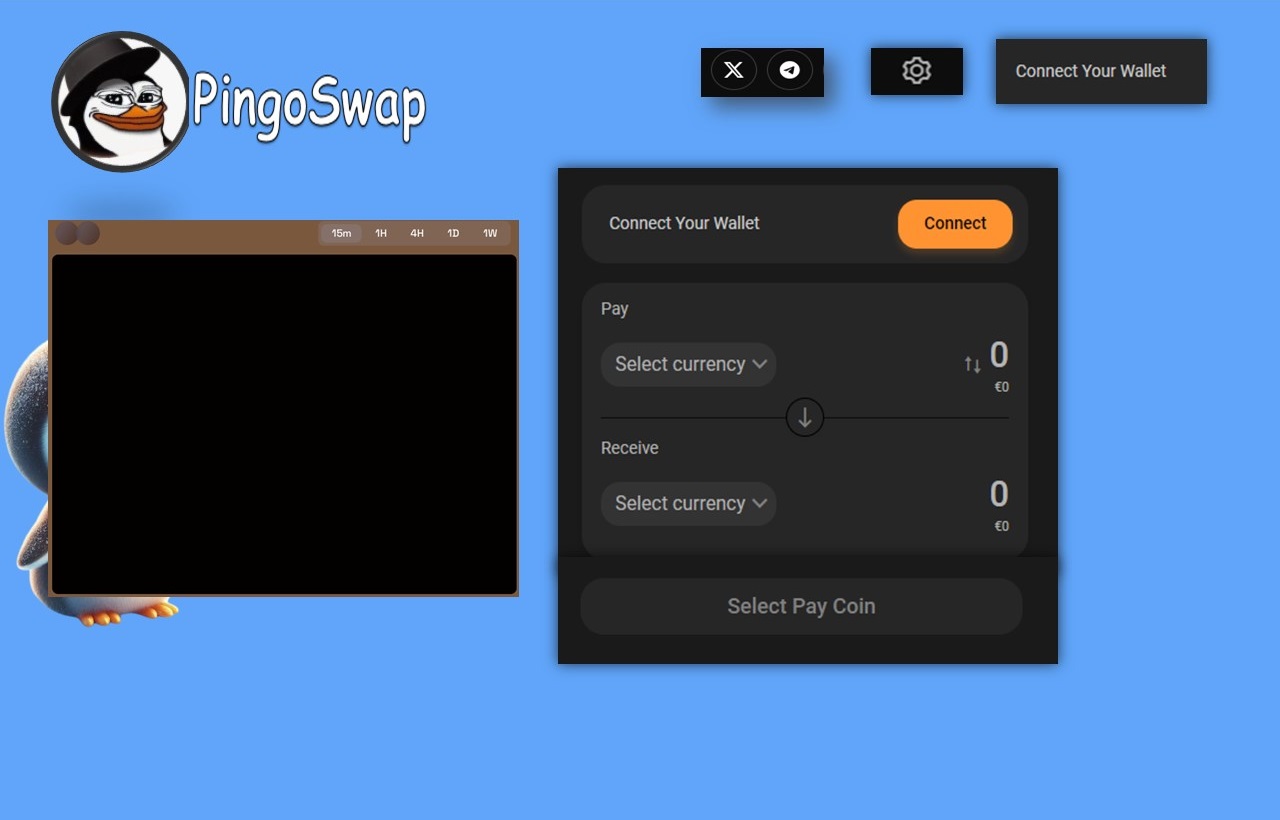 PingoSwap
Connect Your Wallet
15m 1H 4H 1D 1W
Connect Your Wallet
Connect
Pay
Select currency
0
€0
Receive
Select currency
0
€0
Select Pay Coin